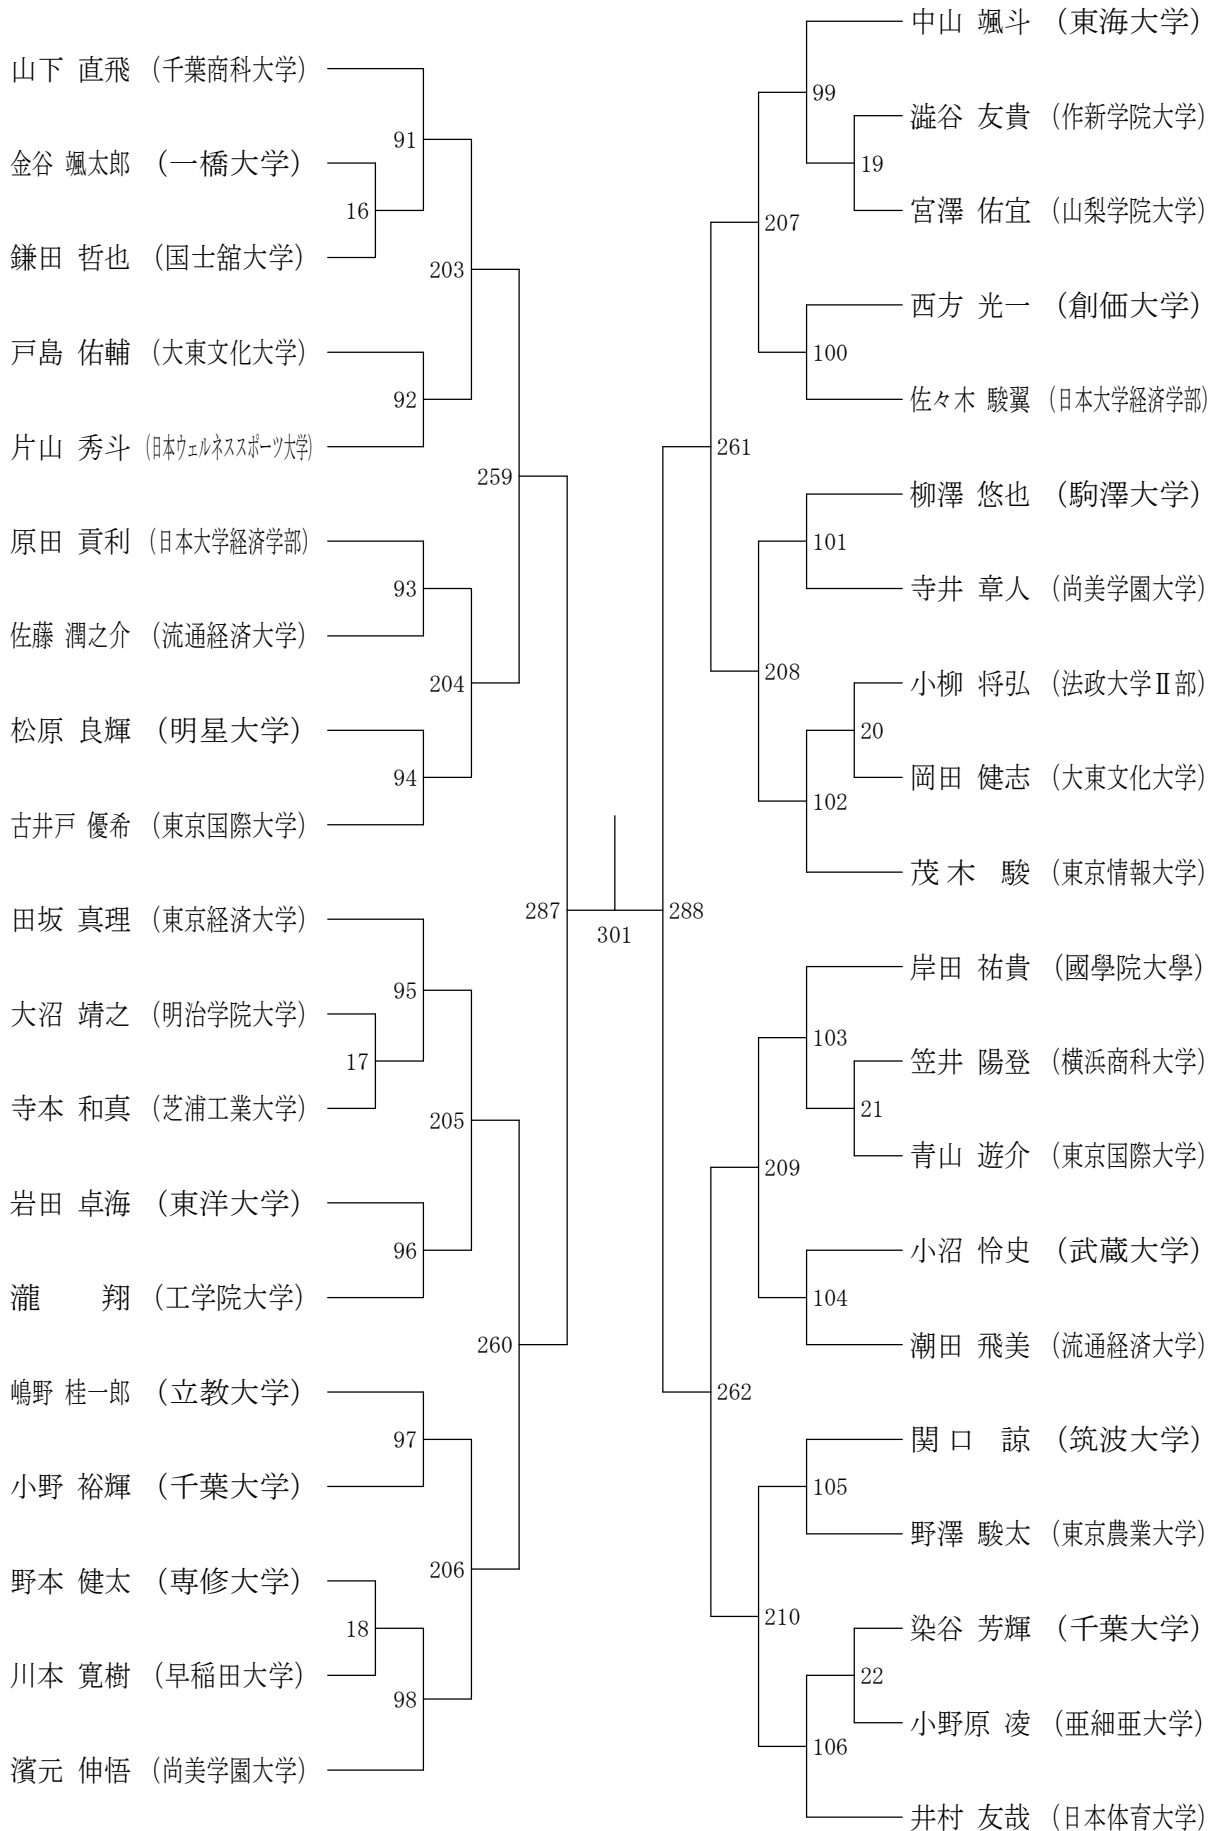 山下 直飛 (千葉商科大学)
金谷 颯太郎 (一橋大学)
鎌田 哲也 (国士舘大学)
戸島 佑輔 (大東文化大学)
片山 秀斗 (日本ウェルネススポーツ大学)
原田 貢利 (日本大学経済学部)
佐藤 潤之介 (流通経済大学)
松原 良輝 (明星大学)
古井戸 優希 (東京国際大学)
田坂 真理 (東京経済大学)
大沼 靖之 (明治学院大学)
寺本 和真 (芝浦工業大学)
岩田 卓海 (東洋大学)
瀧 翔 (工学院大学)
嶋野 桂一郎 (立教大学)
小野 裕輝 (千葉大学)
野本 健太 (専修大学)
川本 寛樹 (早稲田大学)
濱元 伸悟 (尚美学園大学)
16
17
18
91
92
93
94
95
96
97
98
203
204
205
206
259
260
287
301
288
261
262
207
208
209
210
99
100
101
102
103
104
105
106
19
20
21
22
中山 颯斗 (東海大学)
澁谷 友貴 (作新学院大学)
宮澤 佑宜 (山梨学院大学)
西方 光一 (創価大学)
佐々木 駿翼 (日本大学経済学部)
柳澤 悠也 (駒澤大学)
寺井 章人 (尚美学園大学)
小柳 将弘 (法政大学Ⅱ部)
岡田 健志 (大東文化大学)
茂木 駿 (東京情報大学)
岸田 祐貴 (國學院大學)
笠井 陽登 (横浜商科大学)
青山 遊介 (東京国際大学)
小沼 怜史 (武蔵大学)
潮田 飛美 (流通経済大学)
関口 諒 (筑波大学)
野澤 駿太 (東京農業大学)
染谷 芳輝 (千葉大学)
小野原 凌 (亜細亜大学)
井村 友哉 (日本体育大学)